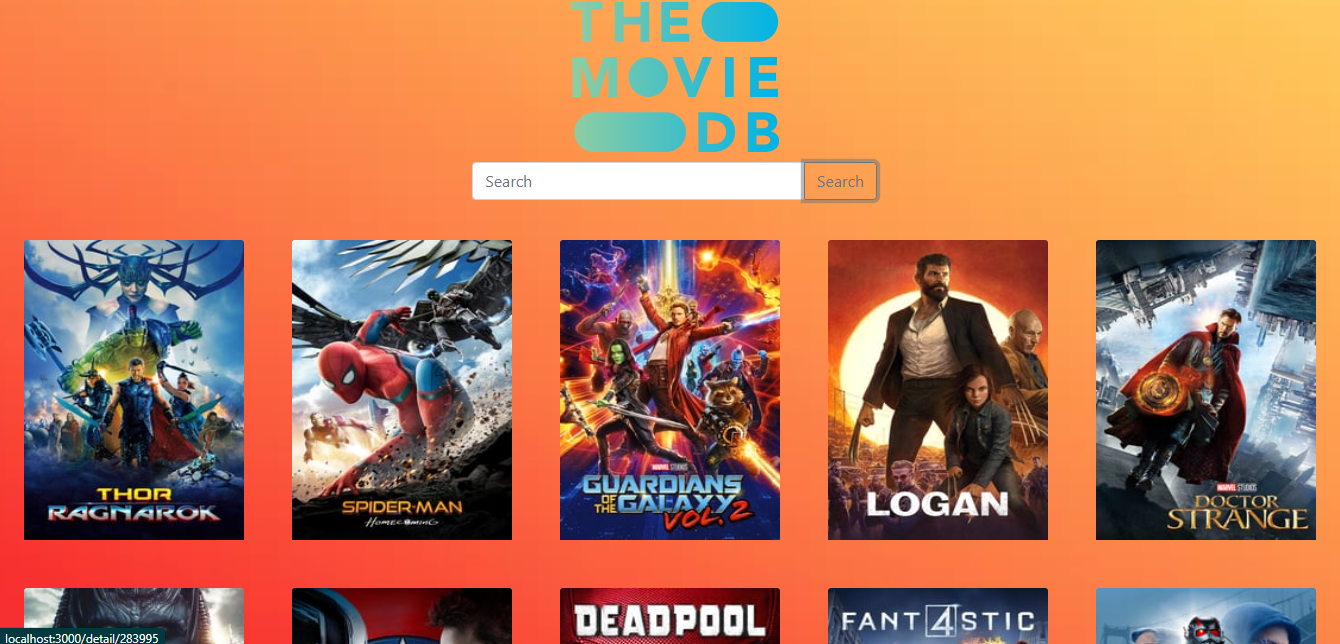 THE
MOVIE
DB
Search
Search
THOR
RAGNAROK
SPIDER-MAN
HOMECOMING
MARVEL STUDIOS
GUARDIANS
OF THE GALAXY
VOL. 2
LOGAN
MARVEL STUDIOS
DOCTOR
STRANGE
DEADPOOL
FANT4STIC
localhost:3000/detail/283995